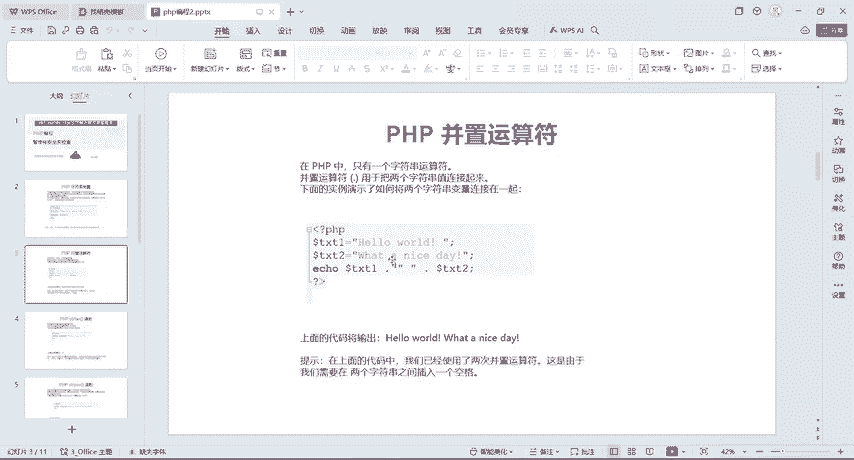 WPS Office
找稻壳模板
php编程2.pptx
文件
开始
插入
设计
切换
动画
放映
审阅
视图
工具
会员专享
WPS AI
分享
格式刷
粘贴
当页开始
新建幻灯片
版式
重置
节
形状
图片
文本框
排列
查找
选择
大纲
幻灯片
1
2
3
4
5
PHP 并置运算符
在 PHP 中，只有一个字符串运算符。
并置运算符 (.) 用于把两个字符串值连接起来。
下面的实例演示了如何将两个字符串变量连接在一起：
<?php
$txt1="Hello world! ";
$txt2="What a nice day!";
echo $txt1 . " " . $txt2;
?>
上面的代码将输出：Hello world! What a nice day!
提示：在上面的代码中，我们已经使用了两次并置运算符。这是由于
我们需要在 两个字符串之间插入一个空格。
属性
动画
切换
美化
主题
帮助
设置
幻灯片 3 / 11
3_Office 主题
缺失字体
智能美化
备注
批注
42%